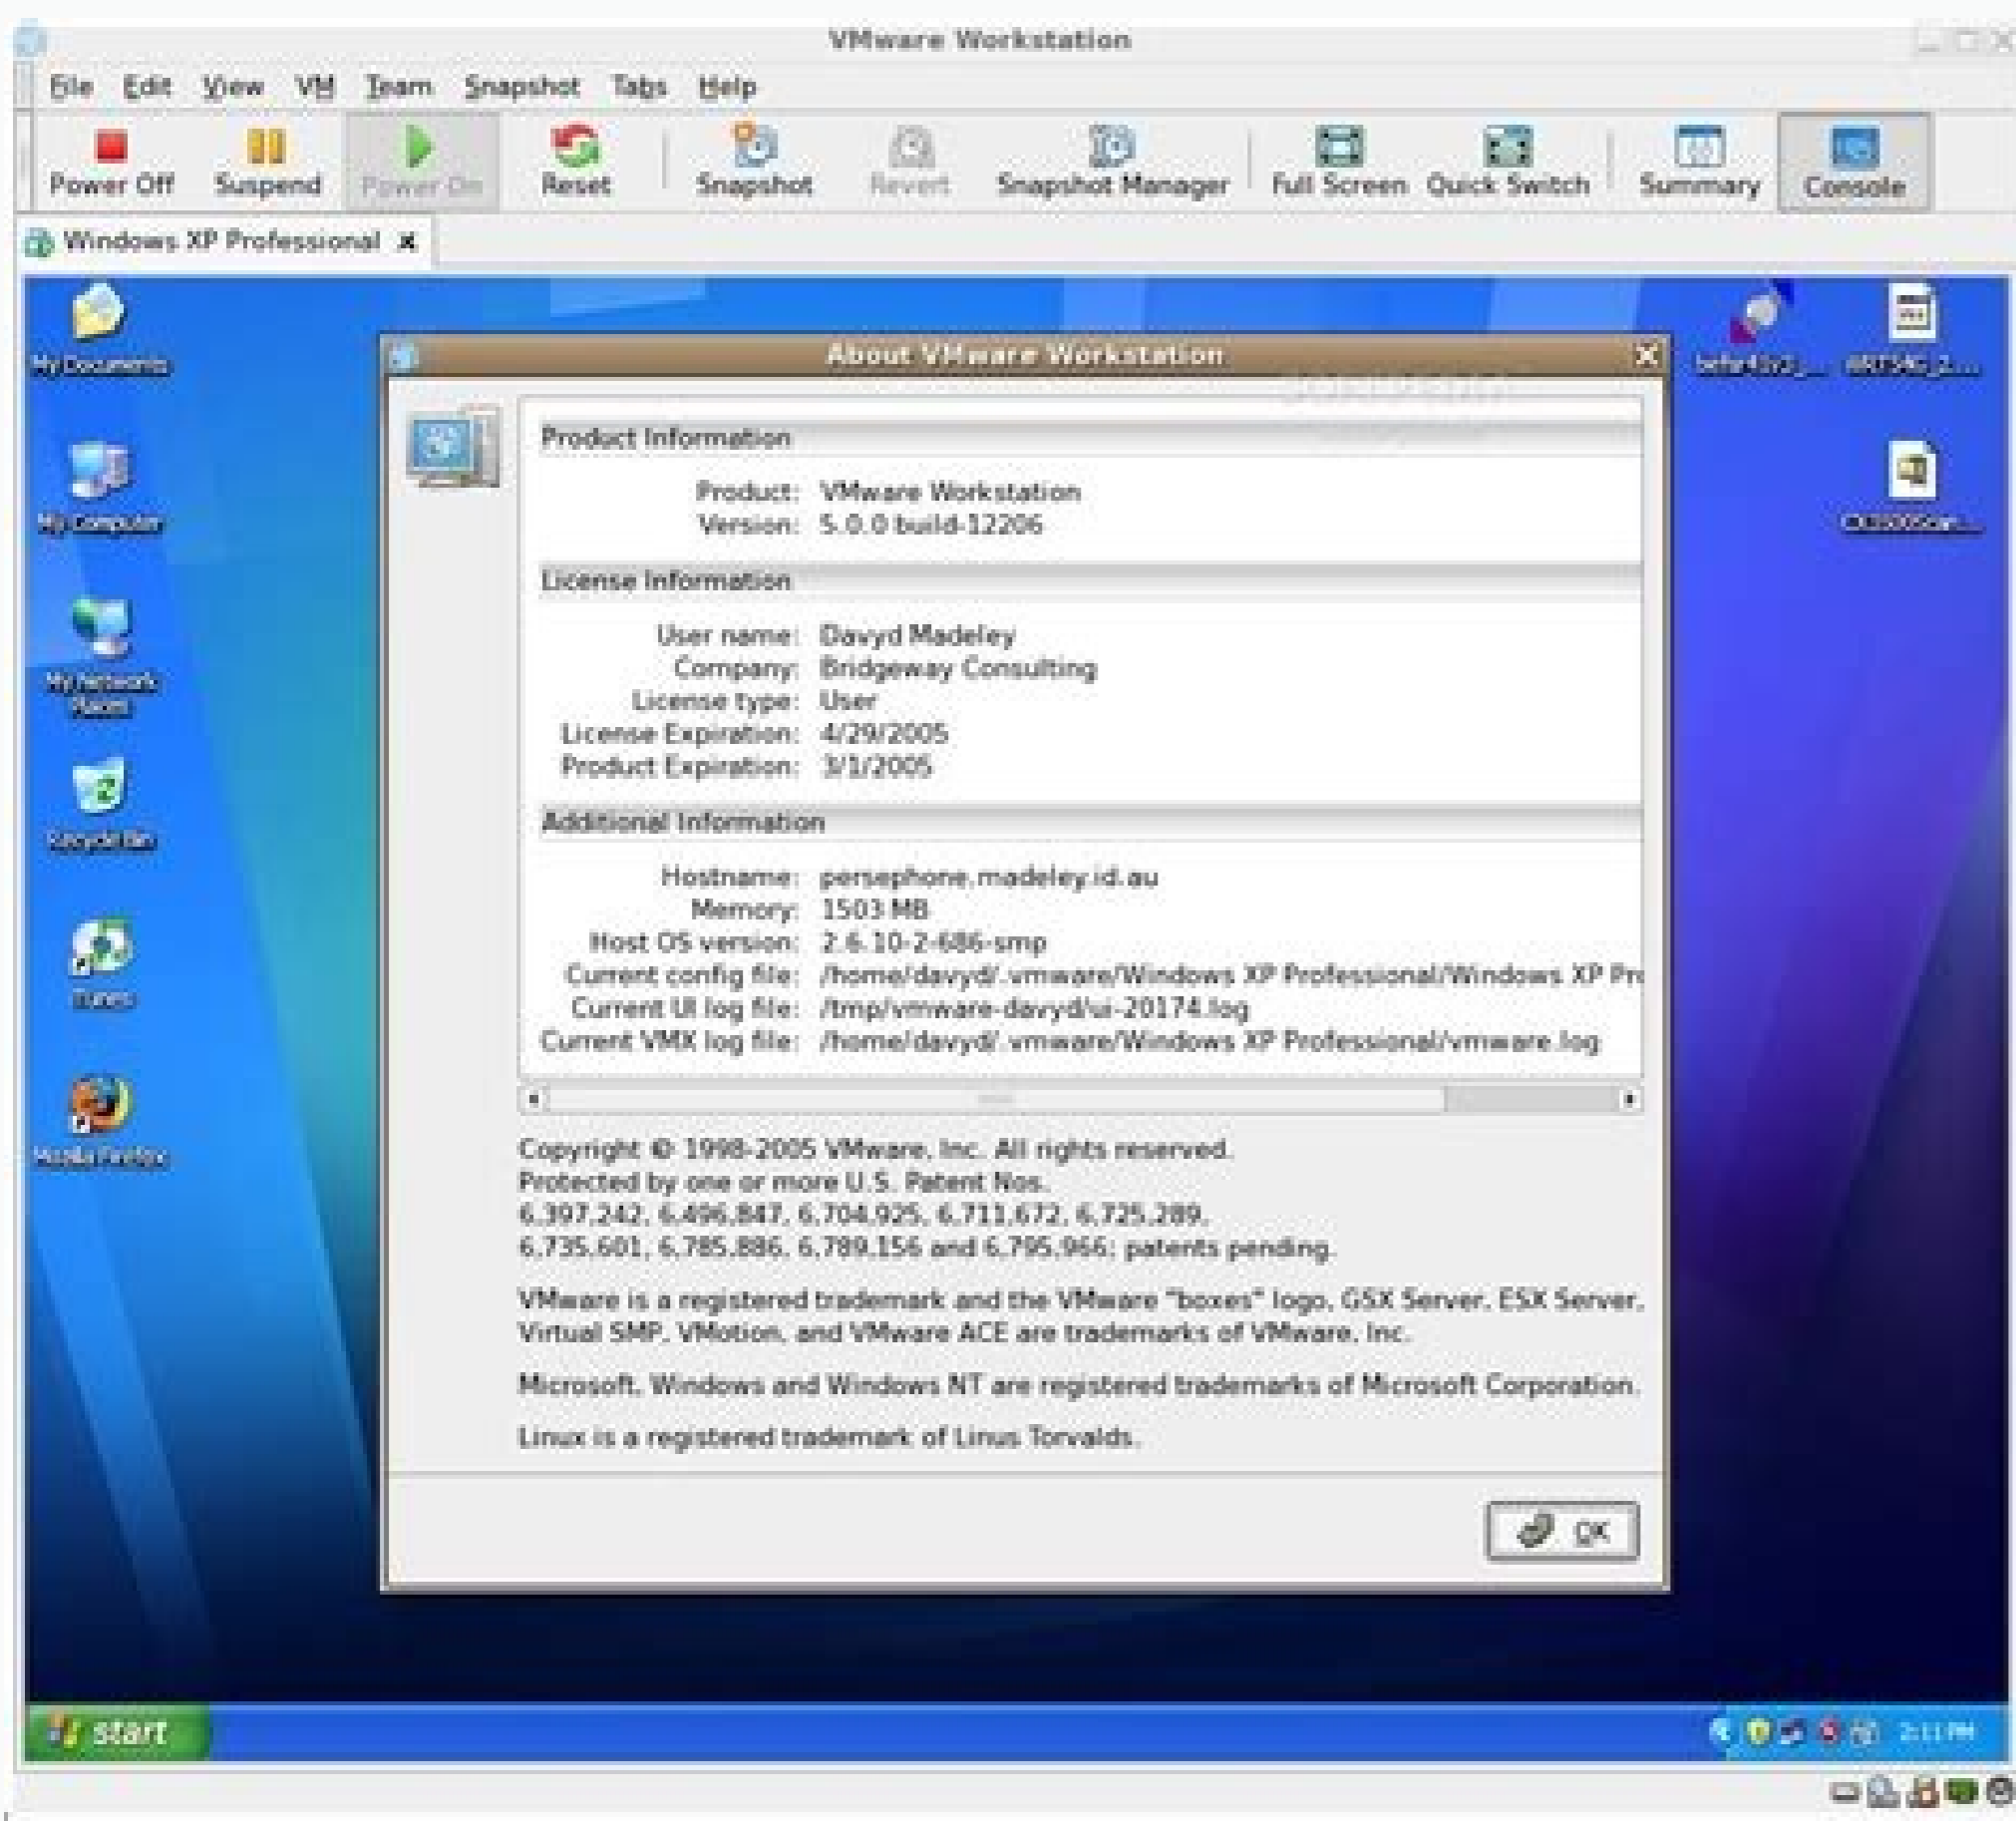 VMware Workstation
File Edit View VM Team Snapshot Tabs Help
Power Off Suspend Power On Reset Snapshot Revert Snapshot Manager Full Screen Quick Switch Summary Console
Windows XP Professional
My Documents
My Computer
My Network Places
Recycle Bin
iTunes
Mozilla Firefox
About VMware Workstation
Product Information
Product: VMware Workstation
Version: 5.0.0 build-12206
License Information
User name: Davyd Madeley
Company: Bridgeway Consulting
License type: User
License Expiration: 4/29/2005
Product Expiration: 3/1/2005
Additional Information
Hostname: persephone.madeley.id.au
Memory: 1503 MB
Host OS version: 2.6.10-2-686-smp
Current config file: /home/davyd/.vmware/Windows XP Professional/Windows XP Pro
Current UI log file: /tmp/vmware-davyd/ui-20174.log
Current VMX log file: /home/davyd/.vmware/Windows XP Professional/vmware.log
Copyright © 1998-2005 VMware, Inc. All rights reserved.
Protected by one or more U.S. Patent Nos.
6,397,242, 6,496,847, 6,704,925, 6,711,672, 6,725,289,
6,735,601, 6,785,886, 6,789,156 and 6,795,966; patents pending.
VMware is a registered trademark and the VMware "boxes" logo, GSX Server, ESX Server,
Virtual SMP, VMotion, and VMware ACE are trademarks of VMware, Inc.
Microsoft, Windows and Windows NT are registered trademarks of Microsoft Corporation.
Linux is a registered trademark of Linus Torvalds.
OK
start
2:11 PM